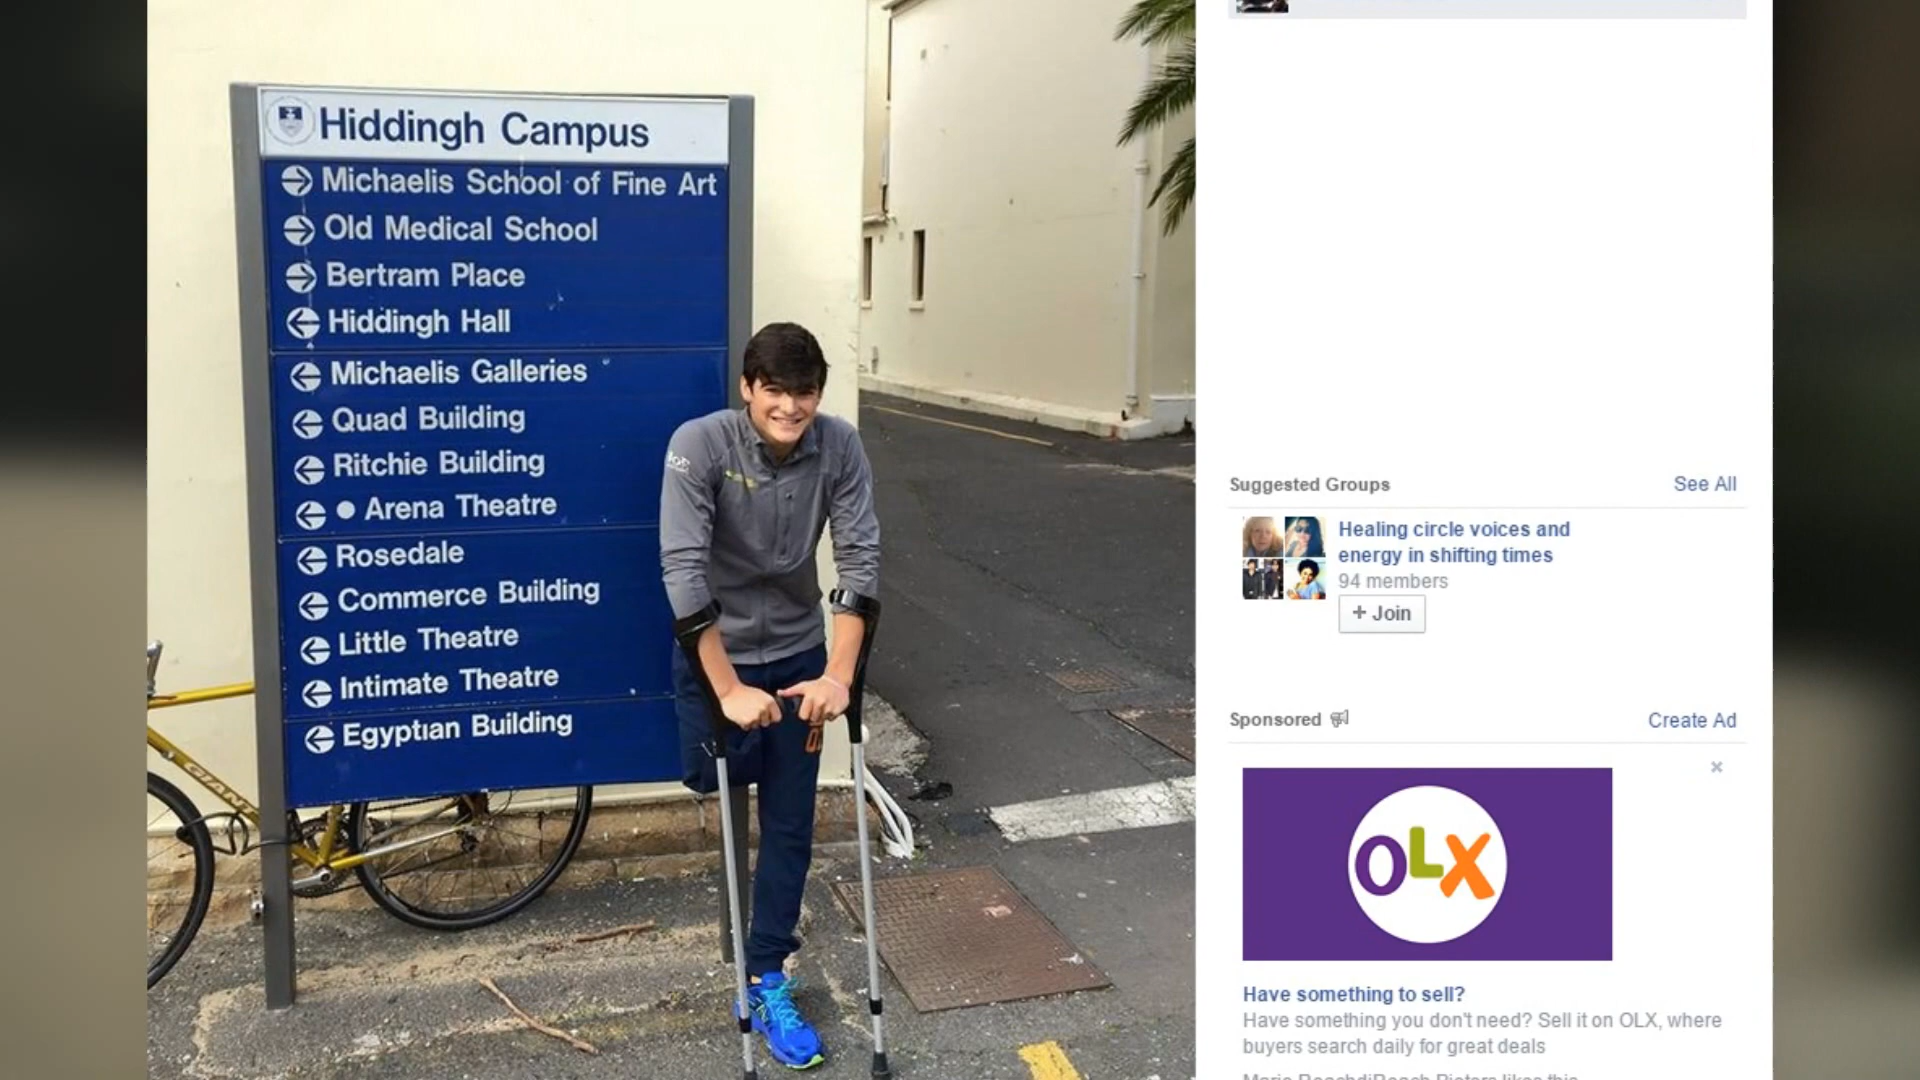 Hiddingh Campus
Michaelis School of Fine Art
Old Medical School
Bertram Place
Hiddingh Hall
Michaelis Galleries
Quad Building
Ritchie Building
Arena Theatre
Rosedale
Commerce Building
Little Theatre
Intimate Theatre
Egyptian Building
GIANT
Suggested Groups
See All
Healing circle voices and
energy in shifting times
94 members
+ Join
Sponsored
Create Ad
OLX
Have something to sell?
Have something you don't need? Sell it on OLX, where
buyers search daily for great deals